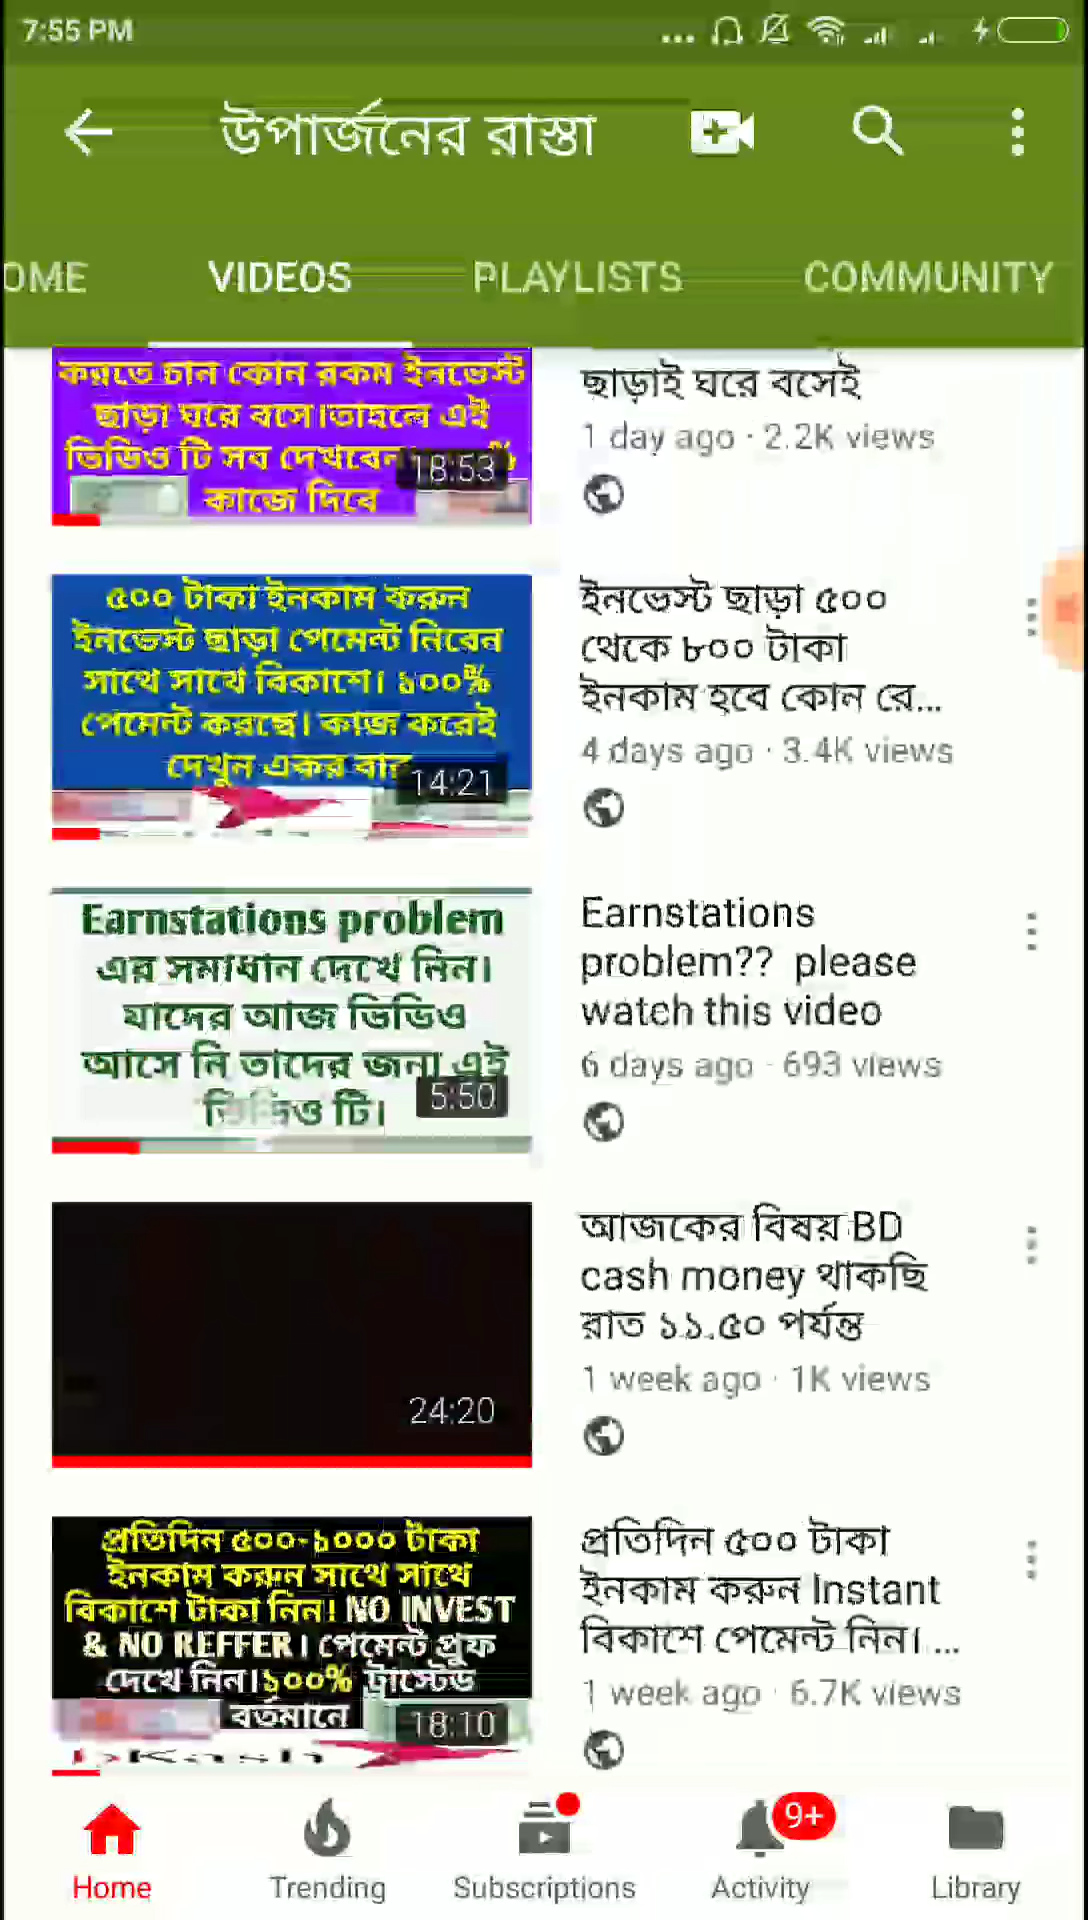 7:55 PM
উপার্জনের রাস্তা
OME VIDEOS PLAYLISTS COMMUNITY
করতে চান কোন রকম ইনভেস্ট
ছাড়া ঘরে বসে।তাহলে এই
ভিডিও টি সব দেখবেন %
18:53
কাজে দিবে
ছাড়াই ঘরে বসেই
1 day ago · 2.2K views
৫০০ টাকা ইনকাম করুন
ইনভেস্ট ছাড়া পেমেন্ট নিবেন
সাথে সাথে বিকাশে। ১০০%
পেমেন্ট করছে। কাজ করেই
দেখুন একর বার
14:21
ইনভেস্ট ছাড়া ৫০০
থেকে ৮০০ টাকা
ইনকাম হবে কোন রে...
4 days ago · 3.4K views
Earnstations problem
এর সমাধান দেখে নিন।
যাদের আজ ভিডিও
আসে নি তাদের জন্য এই
ভিডিও টি।
5:50
Earnstations
problem?? please
watch this video
6 days ago · 693 views
24:20
আজকের বিষয় BD
cash money থাকছি
রাত ১১.৫০ পর্যন্ত
1 week ago · 1K views
প্রতিদিন ৫০০-১০০০ টাকা
ইনকাম করুন সাথে সাথে
বিকাশে টাকা নিন! NO INVEST
& NO REFFER। পেমেন্ট প্রুফ
দেখে নিন।১০০% ট্রাস্টেড
বর্তমানে
18:10
bKash
প্রতিদিন ৫০০ টাকা
ইনকাম করুন Instant
বিকাশে পেমেন্ট নিন। ...
1 week ago · 6.7K views
9+
Home Trending Subscriptions Activity Library